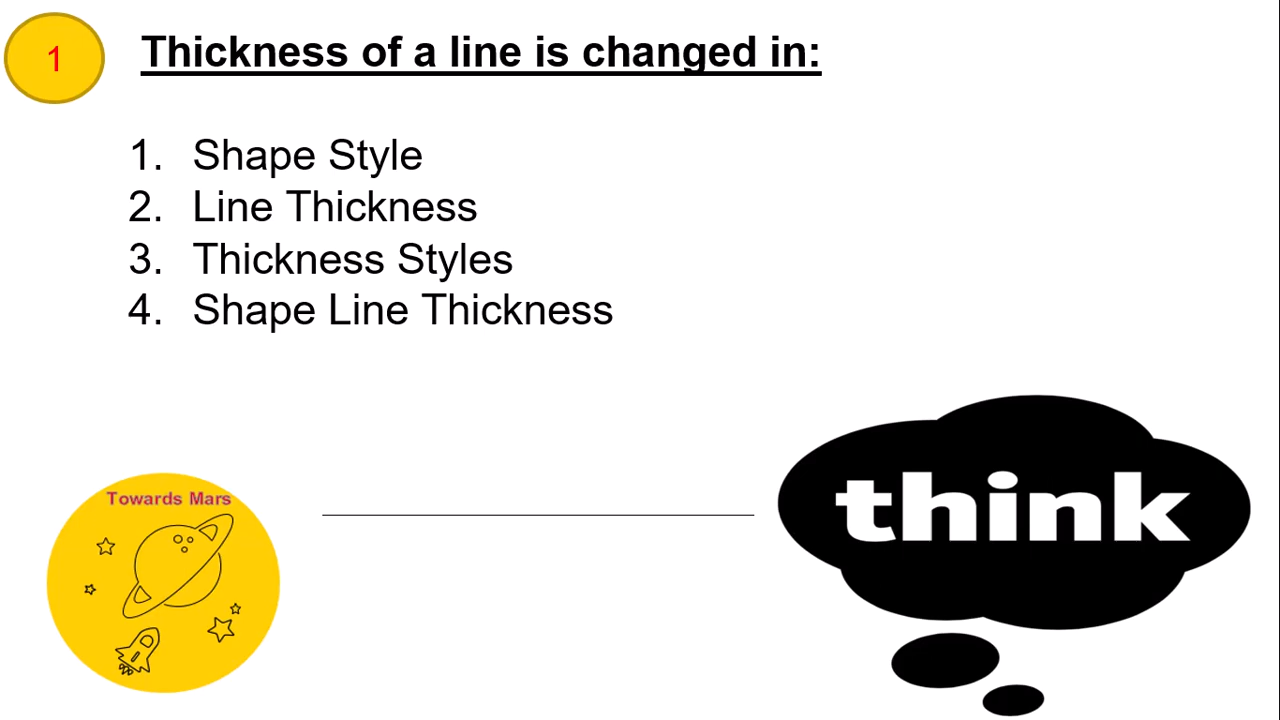 1
Thickness of a line is changed in:
1. Shape Style
2. Line Thickness
3. Thickness Styles
4. Shape Line Thickness
Towards Mars
think